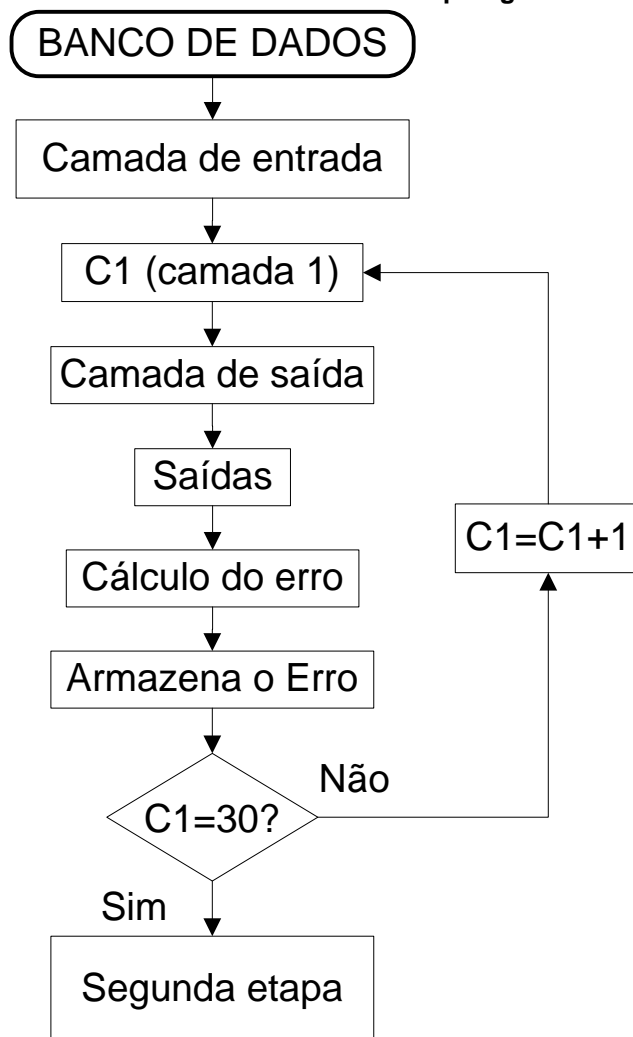 BANCO DE DADOS
Camada de entrada
C1 (camada 1)
Camada de saída
Saídas
C1=C1+1
Cálculo do erro
Armazena o Erro
Não
C1=30?
Sim
Segunda etapa